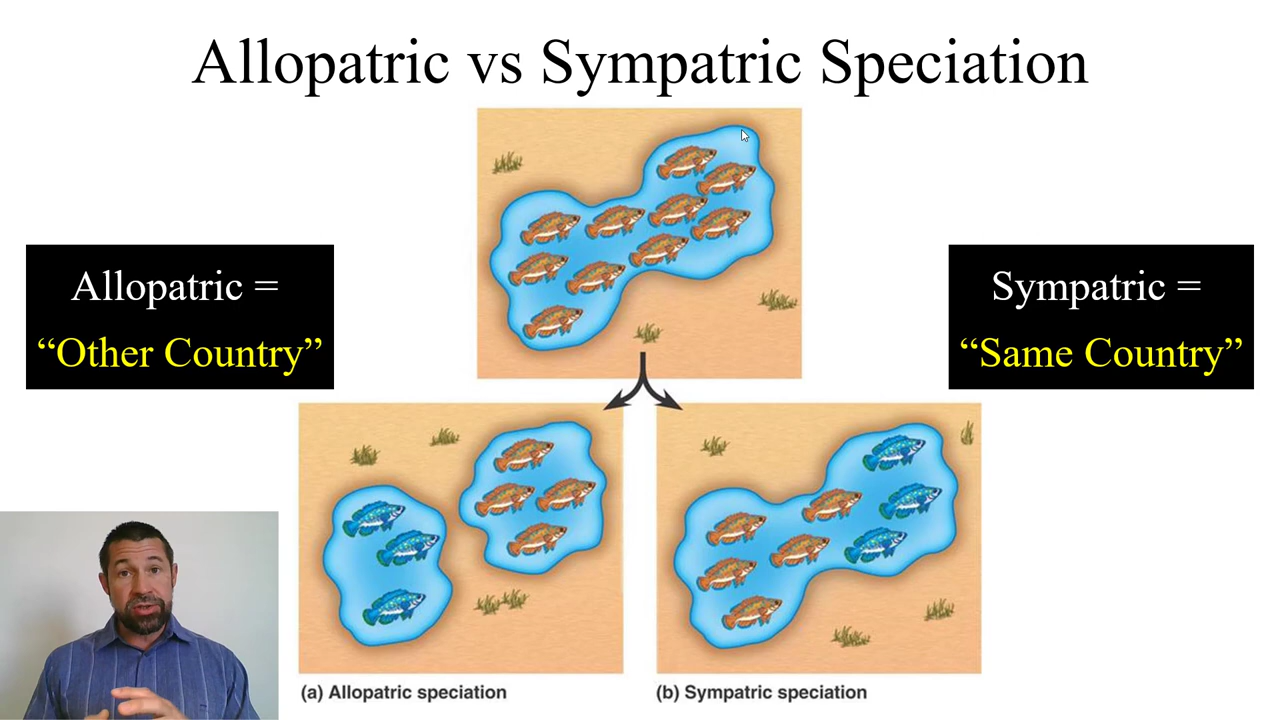 Allopatric vs Sympatric Speciation
Allopatric =
“Other Country”
Sympatric =
“Same Country”
(a) Allopatric speciation
(b) Sympatric speciation